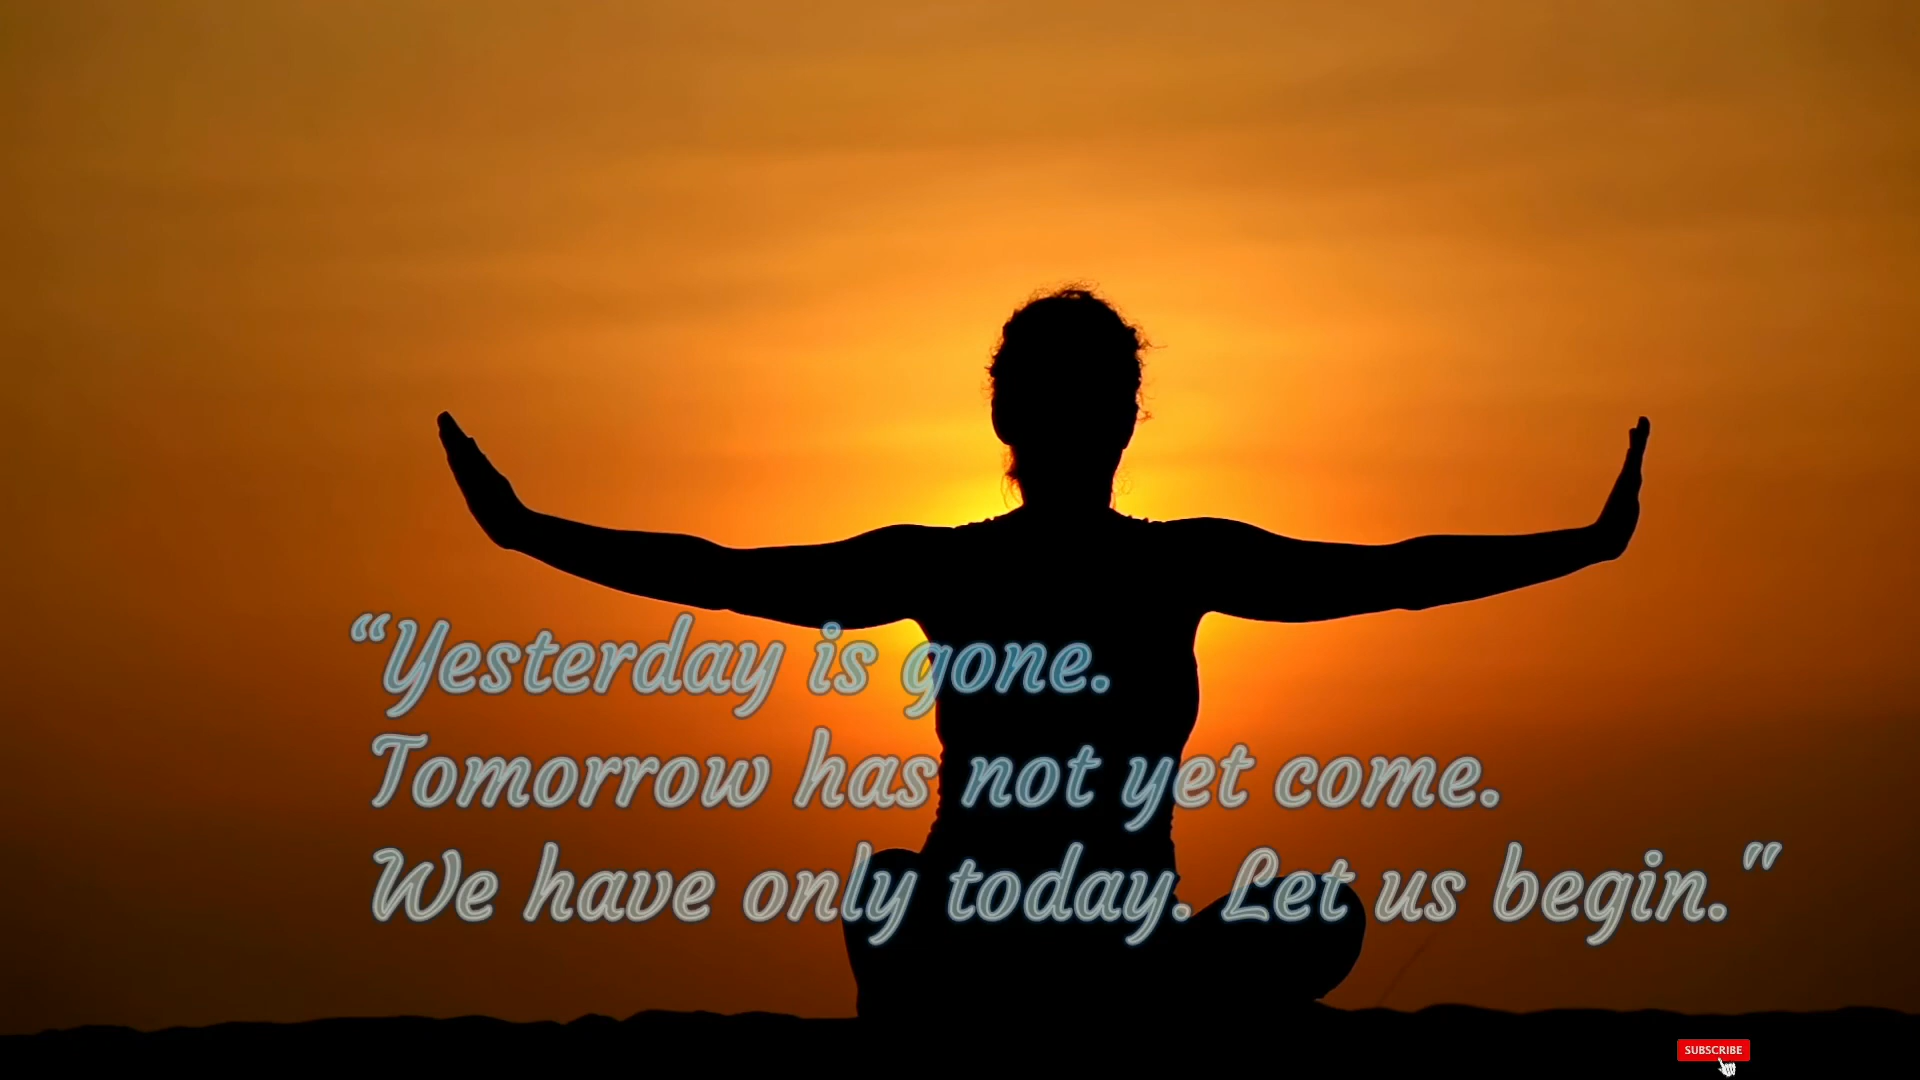 “Yesterday is gone.
Tomorrow has not yet come.
We have only today. Let us begin.”
SUBSCRIBE